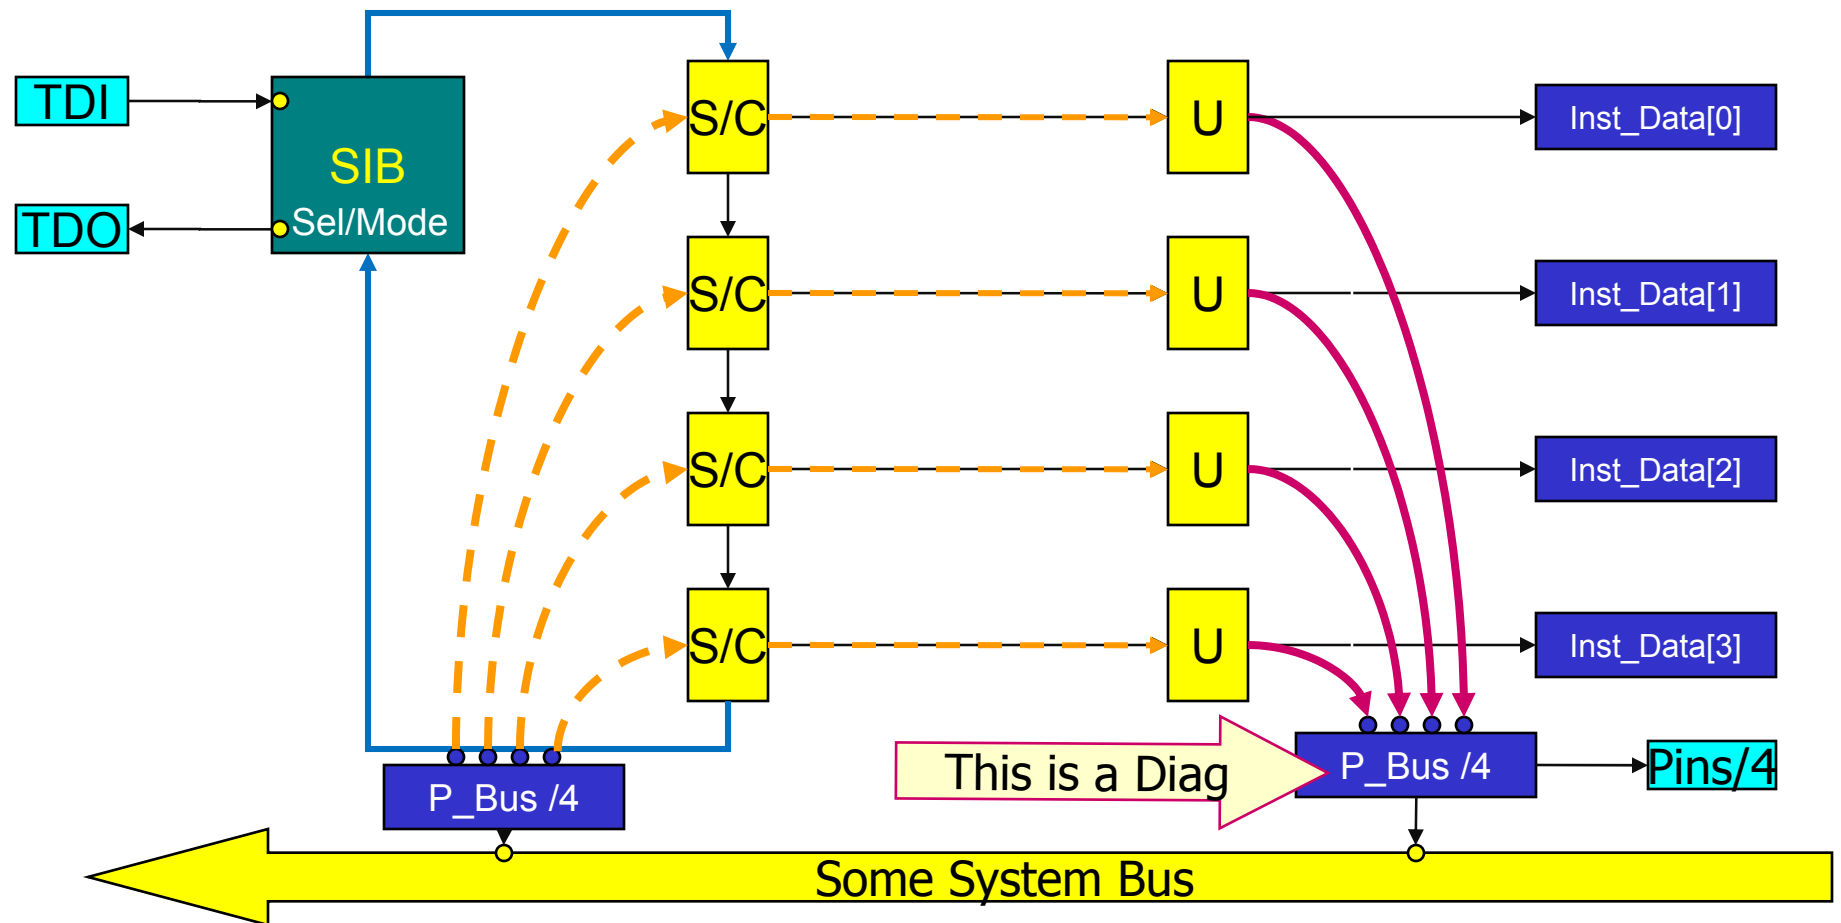 TDI
SIB
Sel/Mode
TDO
S/C
U
Inst_Data[0]
S/C
U
Inst_Data[1]
S/C
U
Inst_Data[2]
S/C
U
Inst_Data[3]
P_Bus /4
This is a Diag
P_Bus /4
Pins/4
Some System Bus